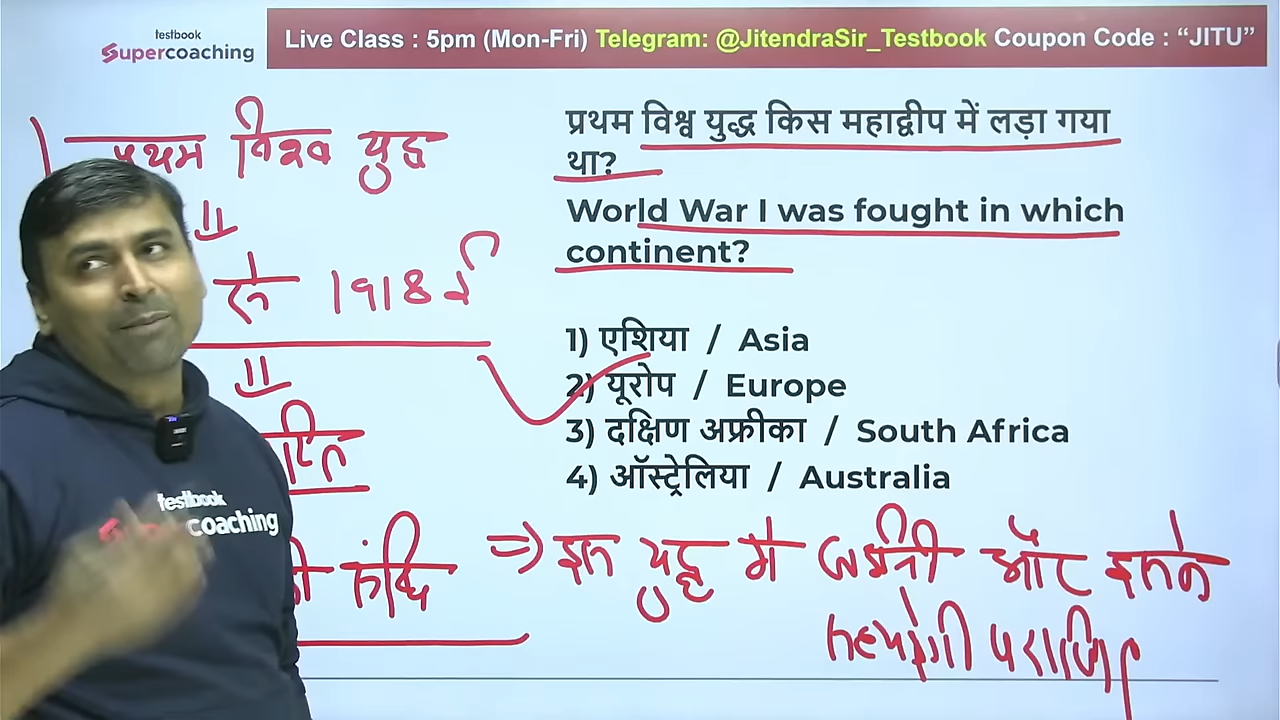 testbook
Supercoaching
Live Class : 5pm (Mon-Fri) Telegram: @JitendraSir_Testbook Coupon Code : “JITU”
प्रथम विश्व युद्ध
से 1918 ई
की संधि
प्रथम विश्व युद्ध किस महाद्वीप में लड़ा गया
था?
World War I was fought in which
continent?
1) एशिया / Asia
2) यूरोप / Europe
3) दक्षिण अफ्रीका / South Africa
4) ऑस्ट्रेलिया / Australia
=> इस युद्ध में जर्मनी और इसके
सहयोगी
testbook
coaching